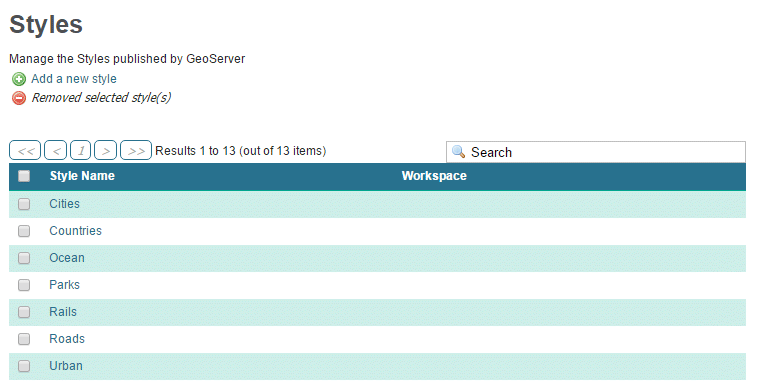 Styles
Manage the Styles published by GeoServer
Add a new style
Removed selected style(s)
<< < 1 > >> Results 1 to 13 (out of 13 items) Search
Style Name Workspace
Cities
Countries
Ocean
Parks
Rails
Roads
Urban